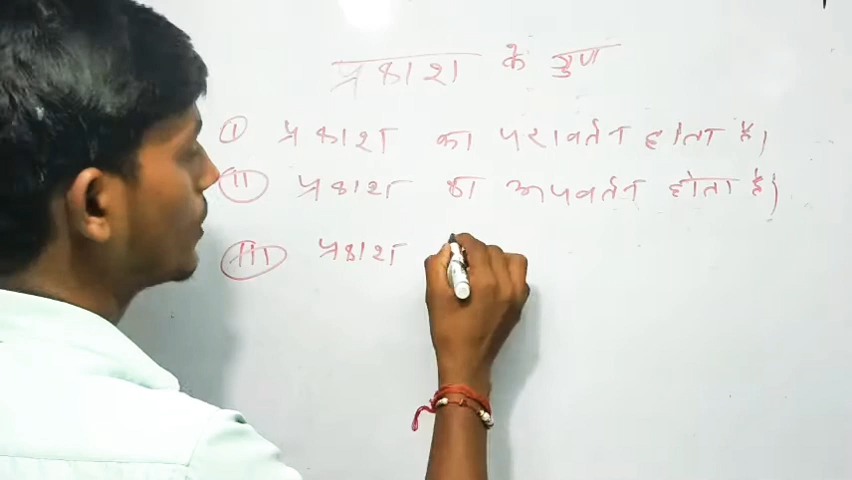 प्रकाश के गुण
(i) प्रकाश का परावर्तन होता है।
(ii) प्रकाश का अपवर्तन होता है।
(iii) प्रकाश